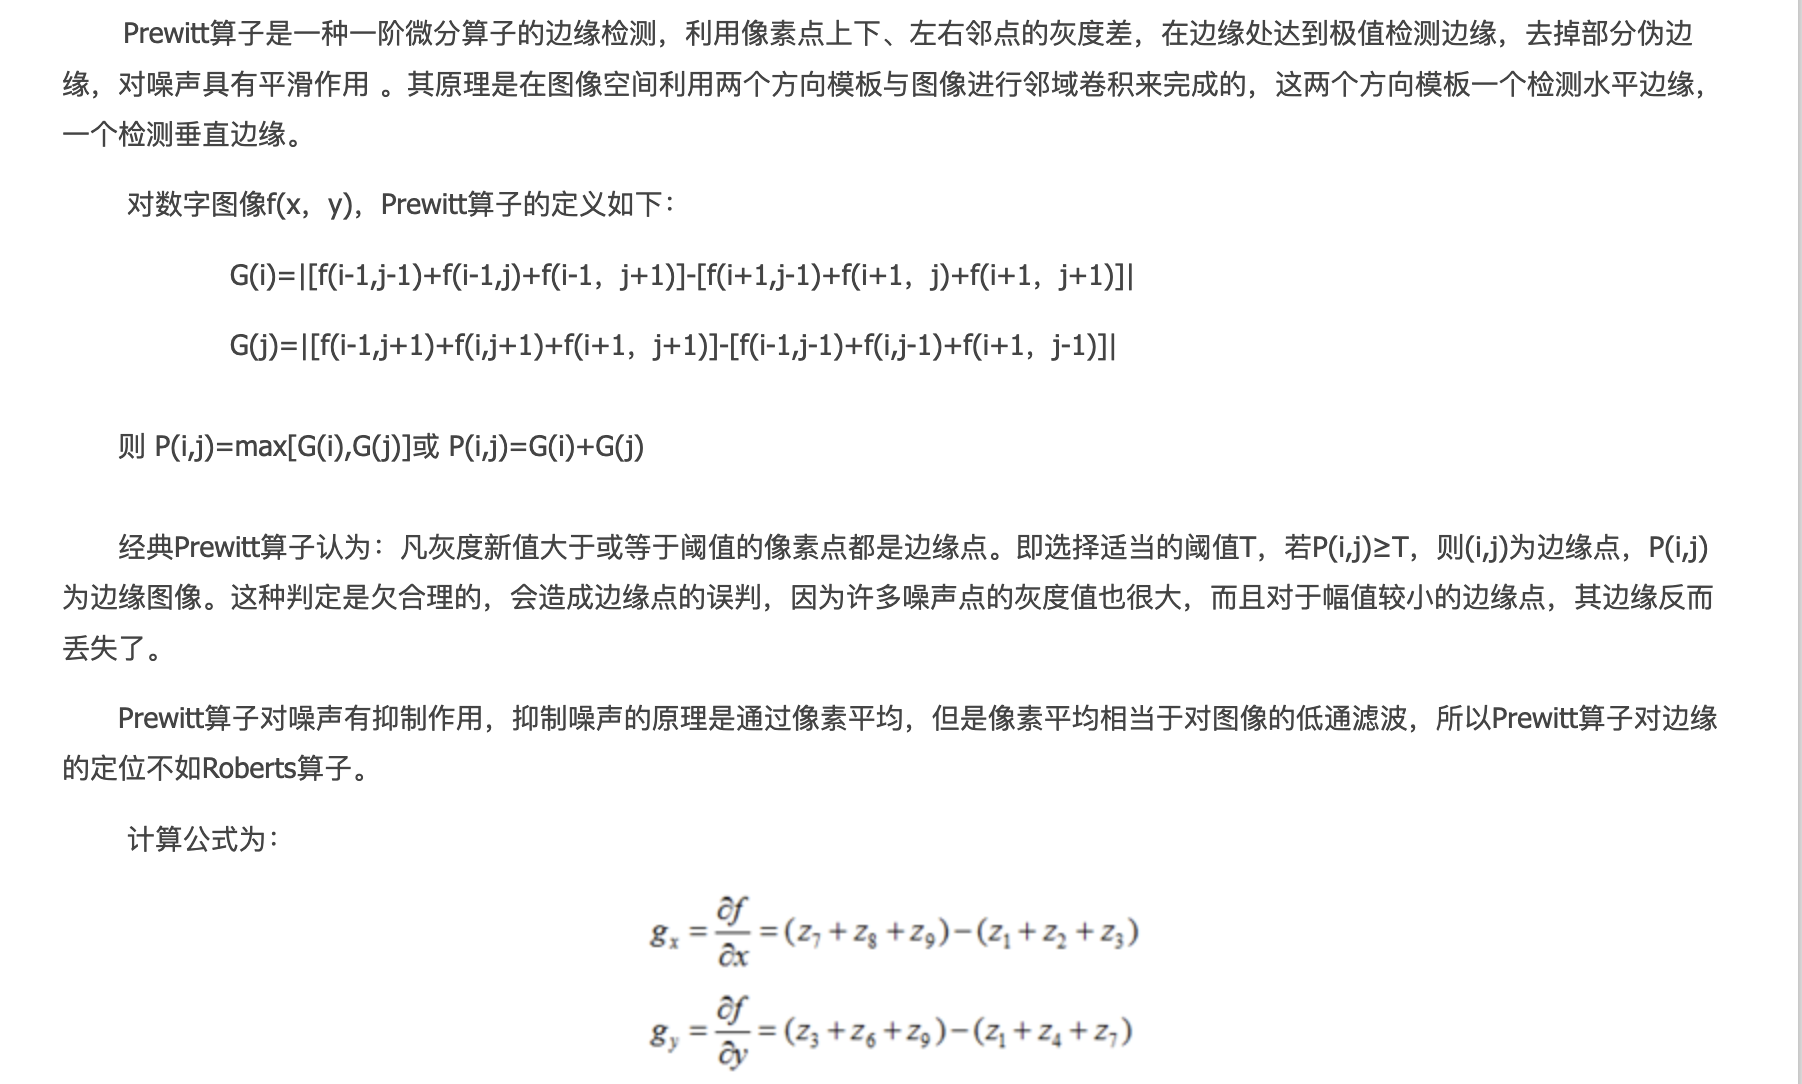 Prewitt算子是一种一阶微分算子的边缘检测，利用像素点上下、左右邻点的灰度差，在边缘处达到极值检测边缘，去掉部分伪边
缘，对噪声具有平滑作用 。其原理是在图像空间利用两个方向模板与图像进行邻域卷积来完成的，这两个方向模板一个检测水平边缘，
一个检测垂直边缘。
对数字图像f(x，y)，Prewitt算子的定义如下：
G(i)=|[f(i-1,j-1)+f(i-1,j)+f(i-1，j+1)]-[f(i+1,j-1)+f(i+1，j)+f(i+1，j+1)]|
G(j)=|[f(i-1,j+1)+f(i,j+1)+f(i+1，j+1)]-[f(i-1,j-1)+f(i,j-1)+f(i+1，j-1)]|
则 P(i,j)=max[G(i),G(j)]或 P(i,j)=G(i)+G(j)
经典Prewitt算子认为：凡灰度新值大于或等于阈值的像素点都是边缘点。即选择适当的阈值T，若P(i,j)≥T，则(i,j)为边缘点，P(i,j)
为边缘图像。这种判定是欠合理的，会造成边缘点的误判，因为许多噪声点的灰度值也很大，而且对于幅值较小的边缘点，其边缘反而
丢失了。
Prewitt算子对噪声有抑制作用，抑制噪声的原理是通过像素平均，但是像素平均相当于对图像的低通滤波，所以Prewitt算子对边缘
的定位不如Roberts算子。
计算公式为：
g_x = ∂f/∂x = (z_7 + z_8 + z_9) − (z_1 + z_2 + z_3)
g_y = ∂f/∂y = (z_3 + z_6 + z_9) − (z_1 + z_4 + z_7)